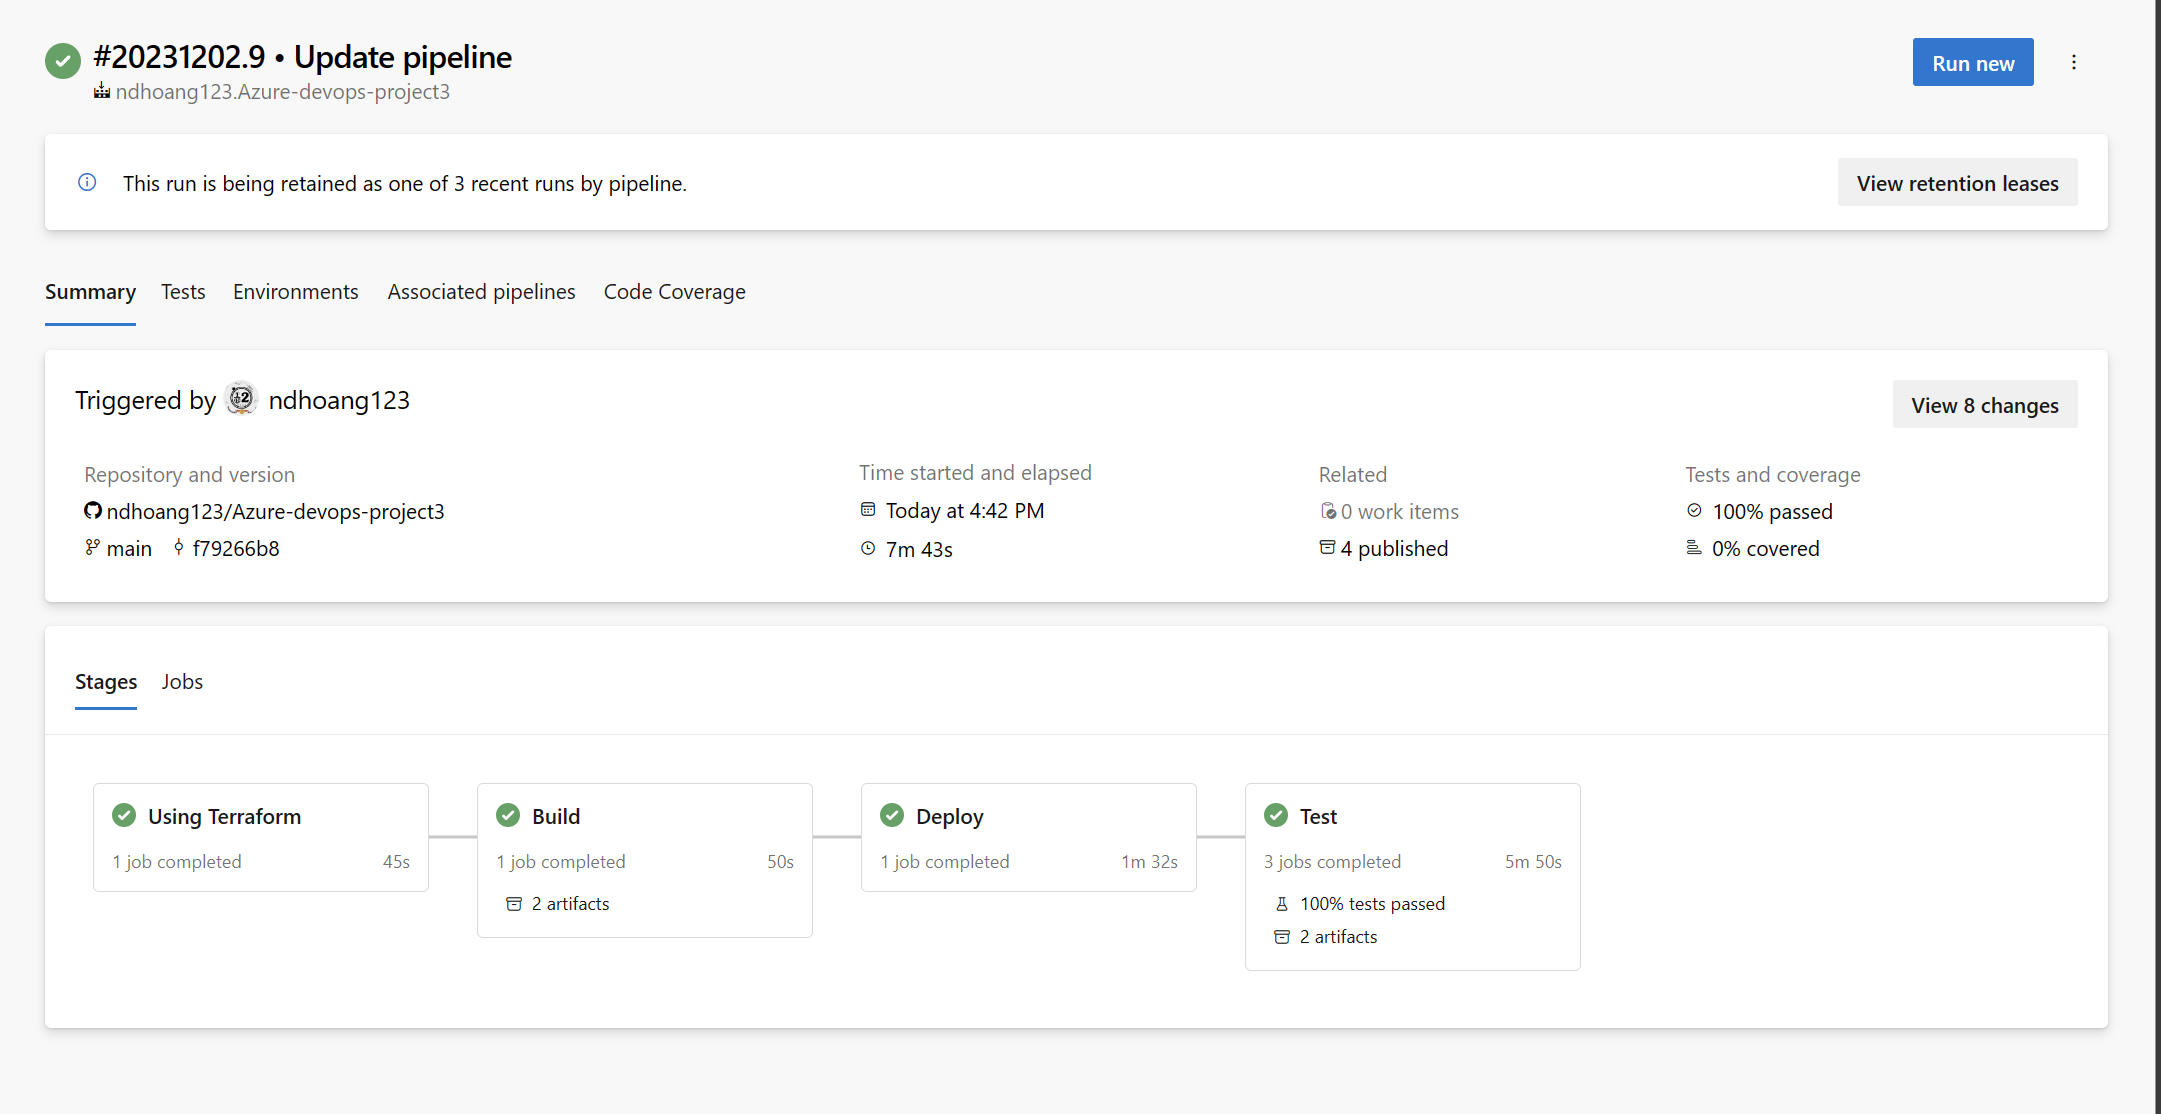 #20231202.9 • Update pipeline
ndhoang123.Azure-devops-project3
Run new
This run is being retained as one of 3 recent runs by pipeline.
View retention leases
Summary Tests Environments Associated pipelines Code Coverage
Triggered by ndhoang123
View 8 changes
Repository and version
ndhoang123/Azure-devops-project3
main f79266b8
Time started and elapsed
Today at 4:42 PM
7m 43s
Related
0 work items
4 published
Tests and coverage
100% passed
0% covered
Stages Jobs
Using Terraform
1 job completed 45s
Build
1 job completed 50s
2 artifacts
Deploy
1 job completed 1m 32s
Test
3 jobs completed 5m 50s
100% tests passed
2 artifacts